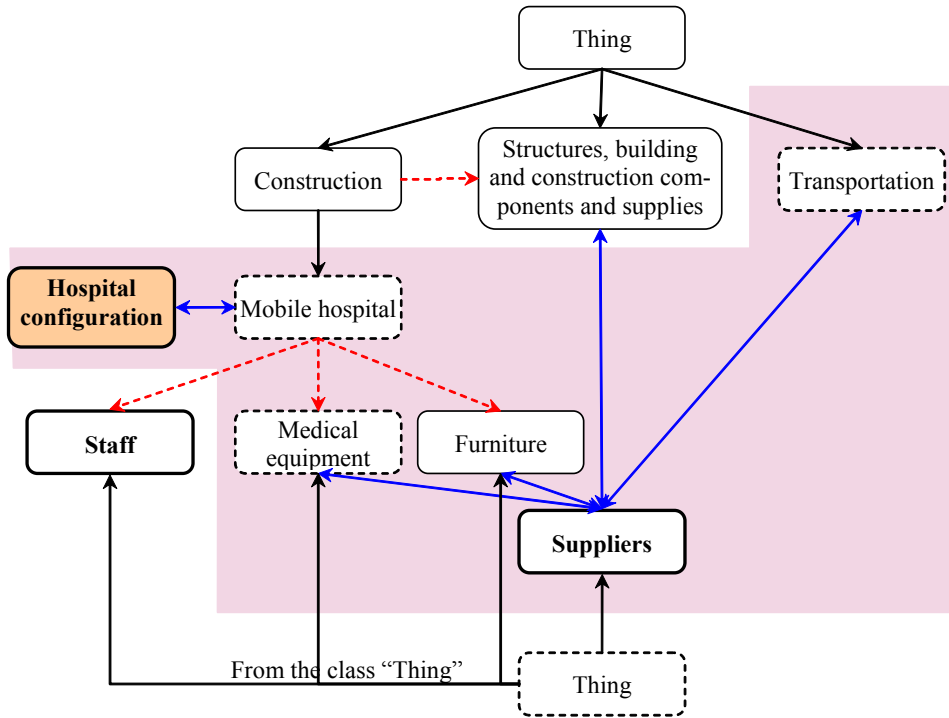 Thing
Structures, building
and construction com-
ponents and supplies
Construction
Transportation
Hospital
configuration
Mobile hospital
Staff
Medical
equipment
Furniture
Suppliers
From the class “Thing”
Thing